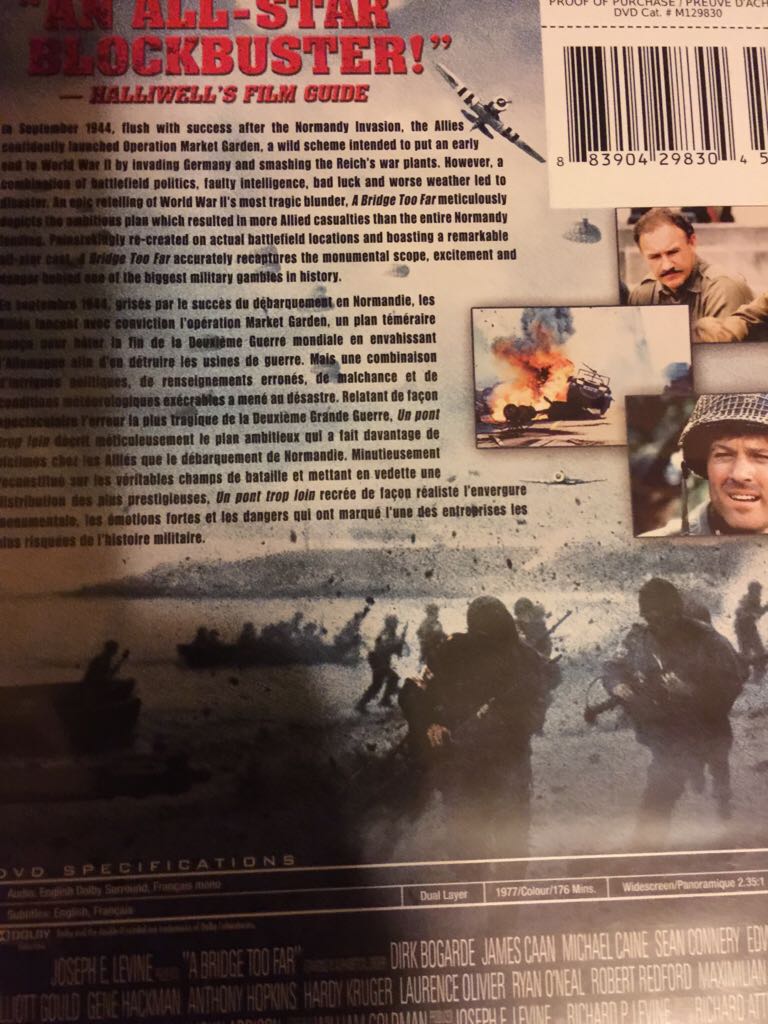 "AN ALL-STAR
BLOCKBUSTER!"
— HALLIWELL'S FILM GUIDE
PROOF OF PURCHASE / PREUVE D'ACH
DVD Cat. # M129830
8 83904 29830 4 5
In September 1944, flush with success after the Normandy Invasion, the Allies
confidently launched Operation Market Garden, a wild scheme intended to put an early
end to World War II by invading Germany and smashing the Reich's war plants. However, a
combination of battlefield politics, faulty intelligence, bad luck and worse weather led to
disaster. An epic retelling of World War II's most tragic blunder, A Bridge Too Far meticulously
depicts the ambitious plan which resulted in more Allied casualties than the entire Normandy
landing. Painstakingly re-created on actual battlefield locations and boasting a remarkable
all-star cast, A Bridge Too Far accurately recaptures the monumental scope, excitement and
danger behind one of the biggest military gambles in history.
En septembre 1944, grisés par le succès du débarquement en Normandie, les
Alliés lancent avec conviction l'opération Market Garden, un plan téméraire
conçu pour hâter la fin de la Deuxième Guerre mondiale en envahissant
l'Allemagne afin d'en détruire les usines de guerre. Mais une combinaison
d'intrigues politiques, de renseignements erronés, de malchance et de
conditions météorologiques exécrables a mené au désastre. Relatant de façon
spectaculaire l'erreur la plus tragique de la Deuxième Grande Guerre, Un pont
trop loin décrit méticuleusement le plan ambitieux qui a fait davantage de
victimes chez les Alliés que le débarquement de Normandie. Minutieusement
reconstitué sur les véritables champs de bataille et mettant en vedette une
distribution des plus prestigieuses, Un pont trop loin recrée de façon réaliste l'envergure
monumentale, les émotions fortes et les dangers qui ont marqué l'une des entreprises les
plus risquées de l'histoire militaire.
DVD SPECIFICATIONS
Audio: English Dolby Surround, Français mono
Dual Layer
1977/Colour/176 Mins.
Widescreen/Panoramique 2.35:1
Subtitles: English, Français
DOLBY
JOSEPH E. LEVINE "A BRIDGE TOO FAR" DIRK BOGARDE JAMES CAAN MICHAEL CAINE SEAN CONNERY EDW
ELLIOTT GOULD GENE HACKMAN ANTHONY HOPKINS HARDY KRUGER LAURENCE OLIVIER RYAN O'NEAL ROBERT REDFORD MAXIMILIAN
ADDISON WILLIAM GOLDMAN JOSEPH E. LEVINE RICHARD P. LEVINE RICHARD ATT